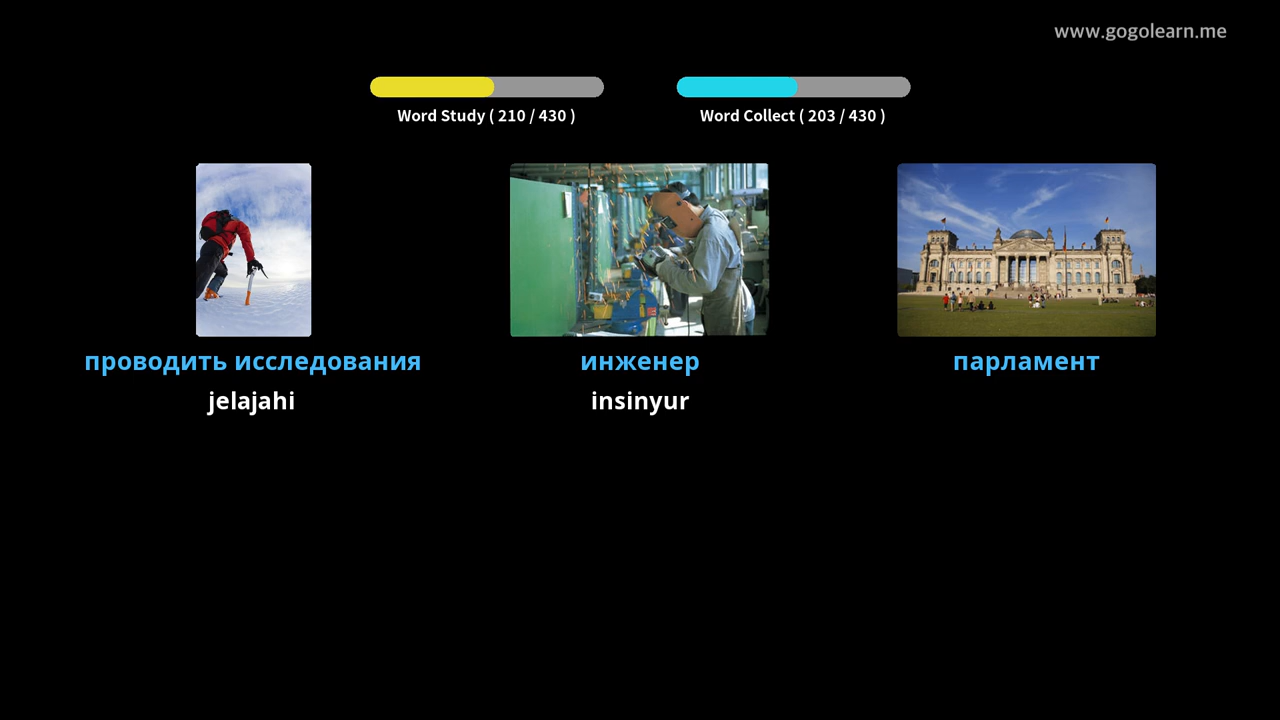 www.gogolearn.me
Word Study ( 210 / 430 )
Word Collect ( 203 / 430 )
проводить исследования
jelajahi
инженер
insinyur
парламент